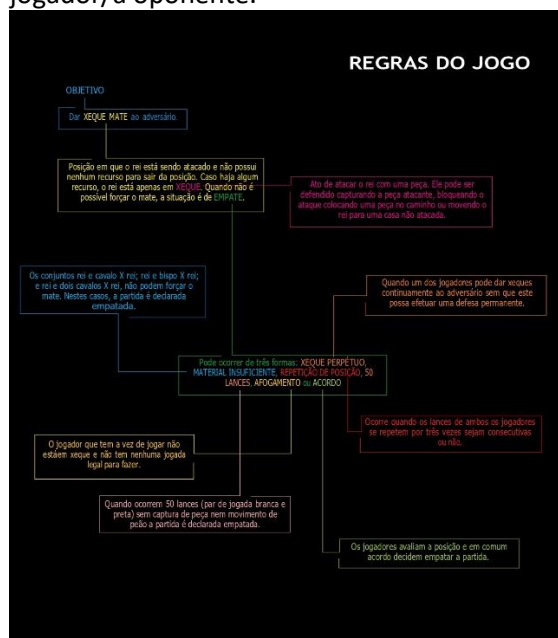 jogador/a oponente.
REGRAS DO JOGO
OBJETIVO
Dar XEQUE MATE ao adversário.
Posição em que o rei está sendo atacado e não possui
nenhum recurso para sair da posição. Caso haja algum
recurso, o rei está apenas em XEQUE. Quando não é
possível forçar o mate, a situação é de EMPATE.
Ato de atacar o rei com uma peça. Ele pode ser
defendido capturando a peça atacante, bloqueando o
ataque colocando uma peça no caminho ou movendo o
rei para uma casa não atacada.
Os conjuntos rei e cavalo X rei; rei e bispo X rei;
e rei e dois cavalos X rei, não podem forçar o
mate. Nestes casos, a partida é declarada
empatada.
Quando um dos jogadores pode dar xeques
continuamente ao adversário sem que este
possa efetuar uma defesa permanente.
Pode ocorrer de três formas: XEQUE PERPÉTUO,
MATERIAL INSUFICIENTE, REPETIÇÃO DE POSIÇÃO, 50
LANCES, AFOGAMENTO ou ACORDO
O jogador que tem a vez de jogar não
estáem xeque e não tem nenhuma jogada
legal para fazer.
Ocorre quando os lances de ambos os jogadores
se repetem por três vezes sejam consecutivas
ou não.
Quando ocorrem 50 lances (par de jogada branca e
preta) sem captura de peça nem movimento de
peão a partida é declarada empatada.
Os jogadores avaliam a posição e em comum
acordo decidem empatar a partida.